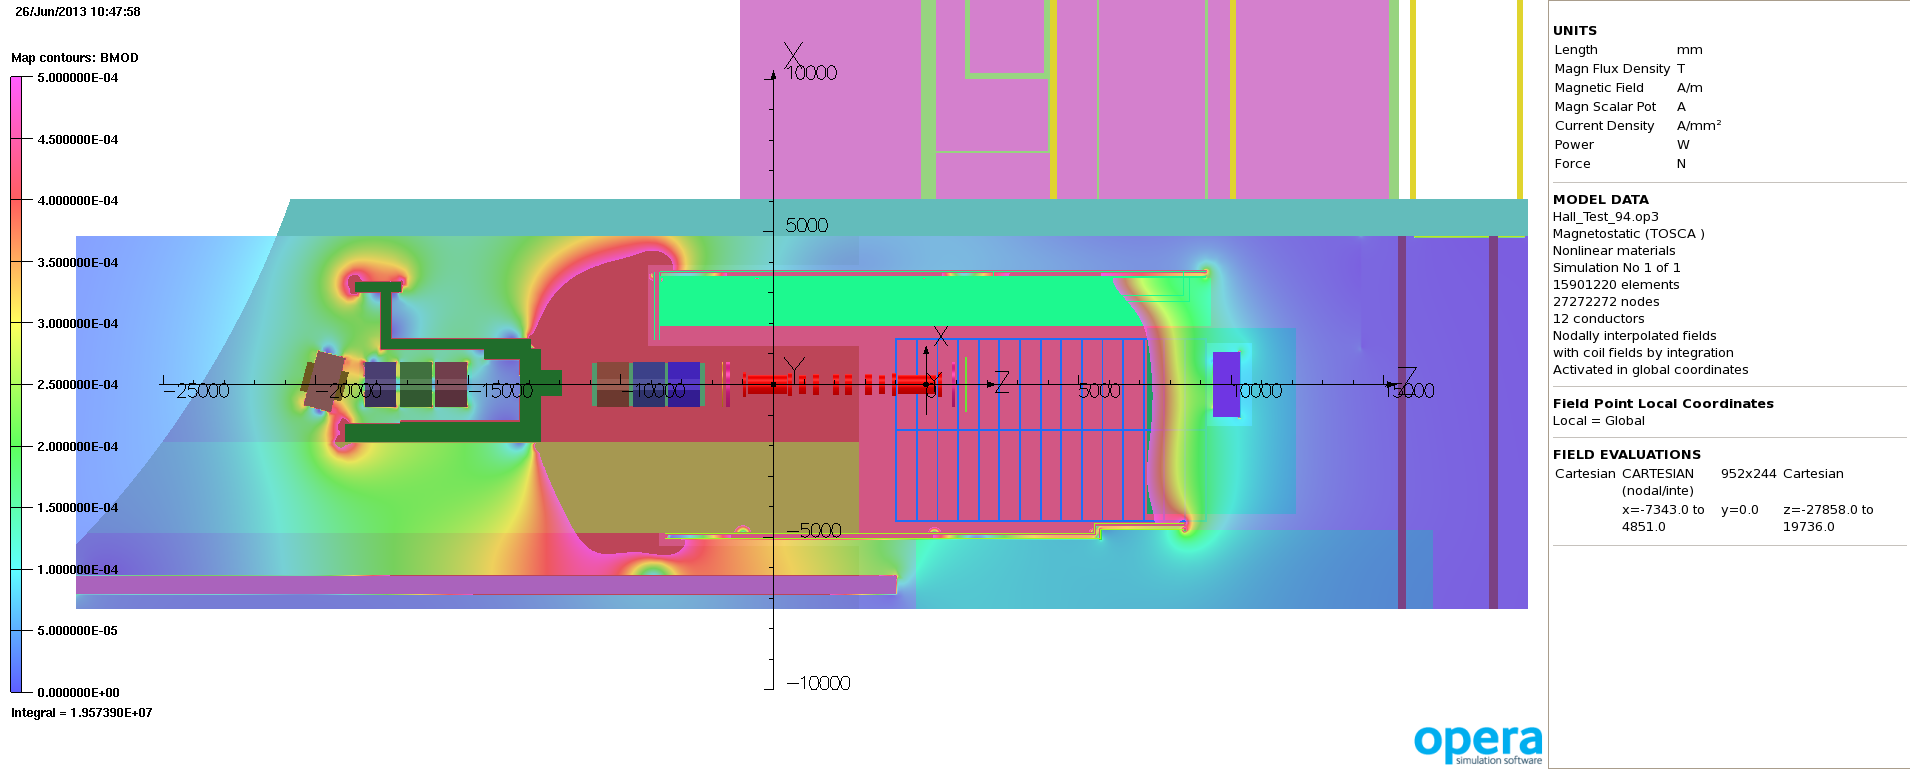 26/Jun/2013 10:47:58
Map contours: BMOD
5.000000E-04
4.500000E-04
4.000000E-04
3.500000E-04
3.000000E-04
2.500000E-04
2.000000E-04
1.500000E-04
1.000000E-04
5.000000E-05
0.000000E+00
Integral = 1.957390E+07
X
10000
5000
X
Y
Z
Z
-25000
-20000
-15000
-10000
5000
10000
15000
-5000
-10000
opera
simulation software
UNITS
Length mm
Magn Flux Density T
Magnetic Field A/m
Magn Scalar Pot A
Current Density A/mm²
Power W
Force N
MODEL DATA
Hall_Test_94.op3
Magnetostatic (TOSCA )
Nonlinear materials
Simulation No 1 of 1
15901220 elements
27272272 nodes
12 conductors
Nodally interpolated fields
with coil fields by integration
Activated in global coordinates
Field Point Local Coordinates
Local = Global
FIELD EVALUATIONS
Cartesian CARTESIAN 952x244 Cartesian
(nodal/inte)
x=-7343.0 to y=0.0 z=-27858.0 to
4851.0 19736.0